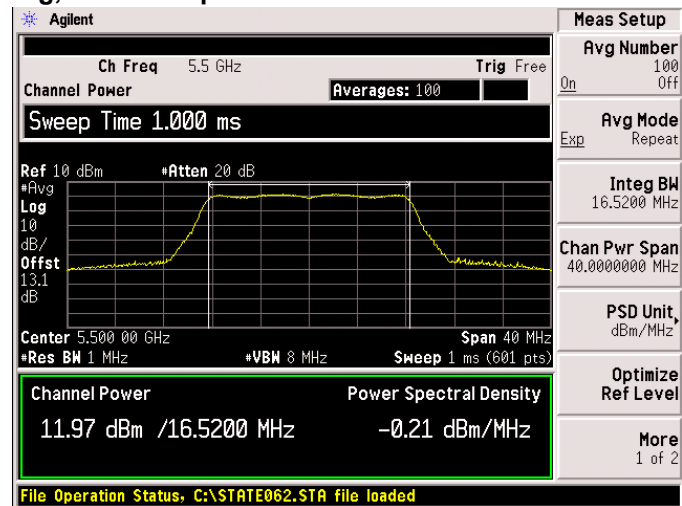 Agilent
Meas Setup
Ch Freq 5.5 GHz Trig Free
Channel Power Averages: 100
Sweep Time 1.000 ms
Ref 10 dBm #Atten 20 dB
#Avg
Log
10
dB/
Offst
13.1
dB
Center 5.500 00 GHz Span 40 MHz
#Res BW 1 MHz #VBW 8 MHz Sweep 1 ms (601 pts)
Channel Power Power Spectral Density
11.97 dBm /16.5200 MHz -0.21 dBm/MHz
File Operation Status, C:\STATE062.STA file loaded
Avg Number
100
On Off
Avg Mode
Exp Repeat
Integ BW
16.5200 MHz
Chan Pwr Span
40.0000000 MHz
PSD Unit
dBm/MHz
Optimize
Ref Level
More
1 of 2